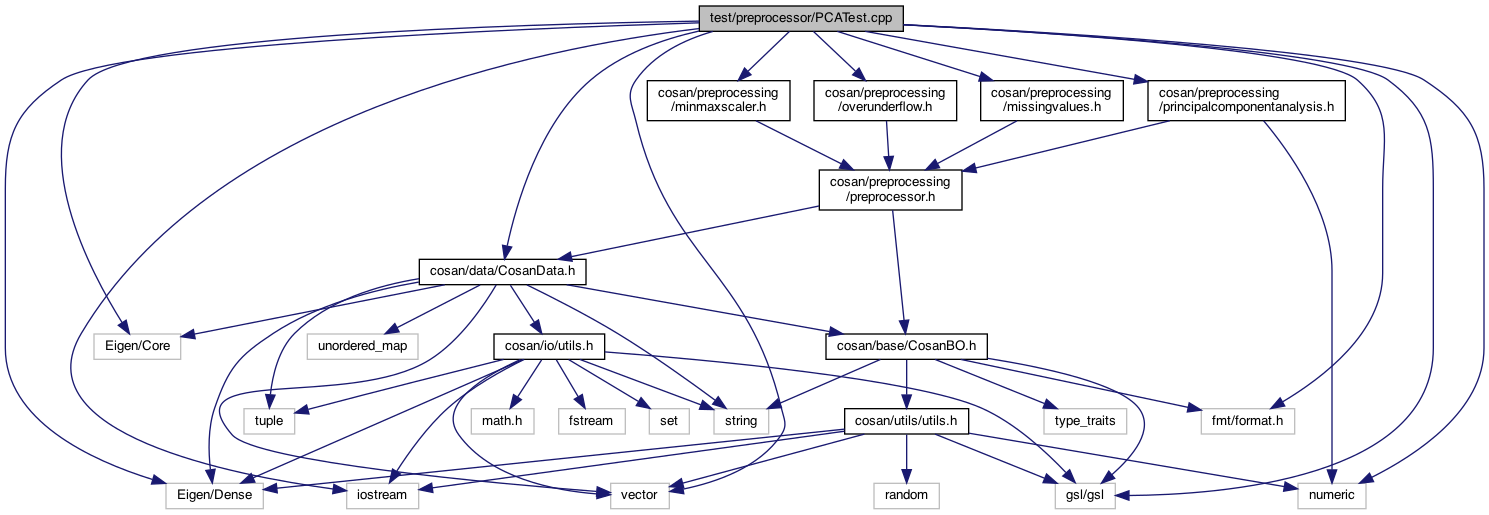 test/preprocessor/PCATest.cpp
cosan/preprocessing
/minmaxscaler.h
cosan/preprocessing
/overunderflow.h
cosan/preprocessing
/missingvalues.h
cosan/preprocessing
/principalcomponentanalysis.h
cosan/preprocessing
/preprocessor.h
cosan/data/CosanData.h
Eigen/Core
unordered_map
cosan/io/utils.h
cosan/base/CosanBO.h
tuple
math.h
fstream
set
string
cosan/utils/utils.h
type_traits
fmt/format.h
Eigen/Dense
iostream
vector
random
gsl/gsl
numeric